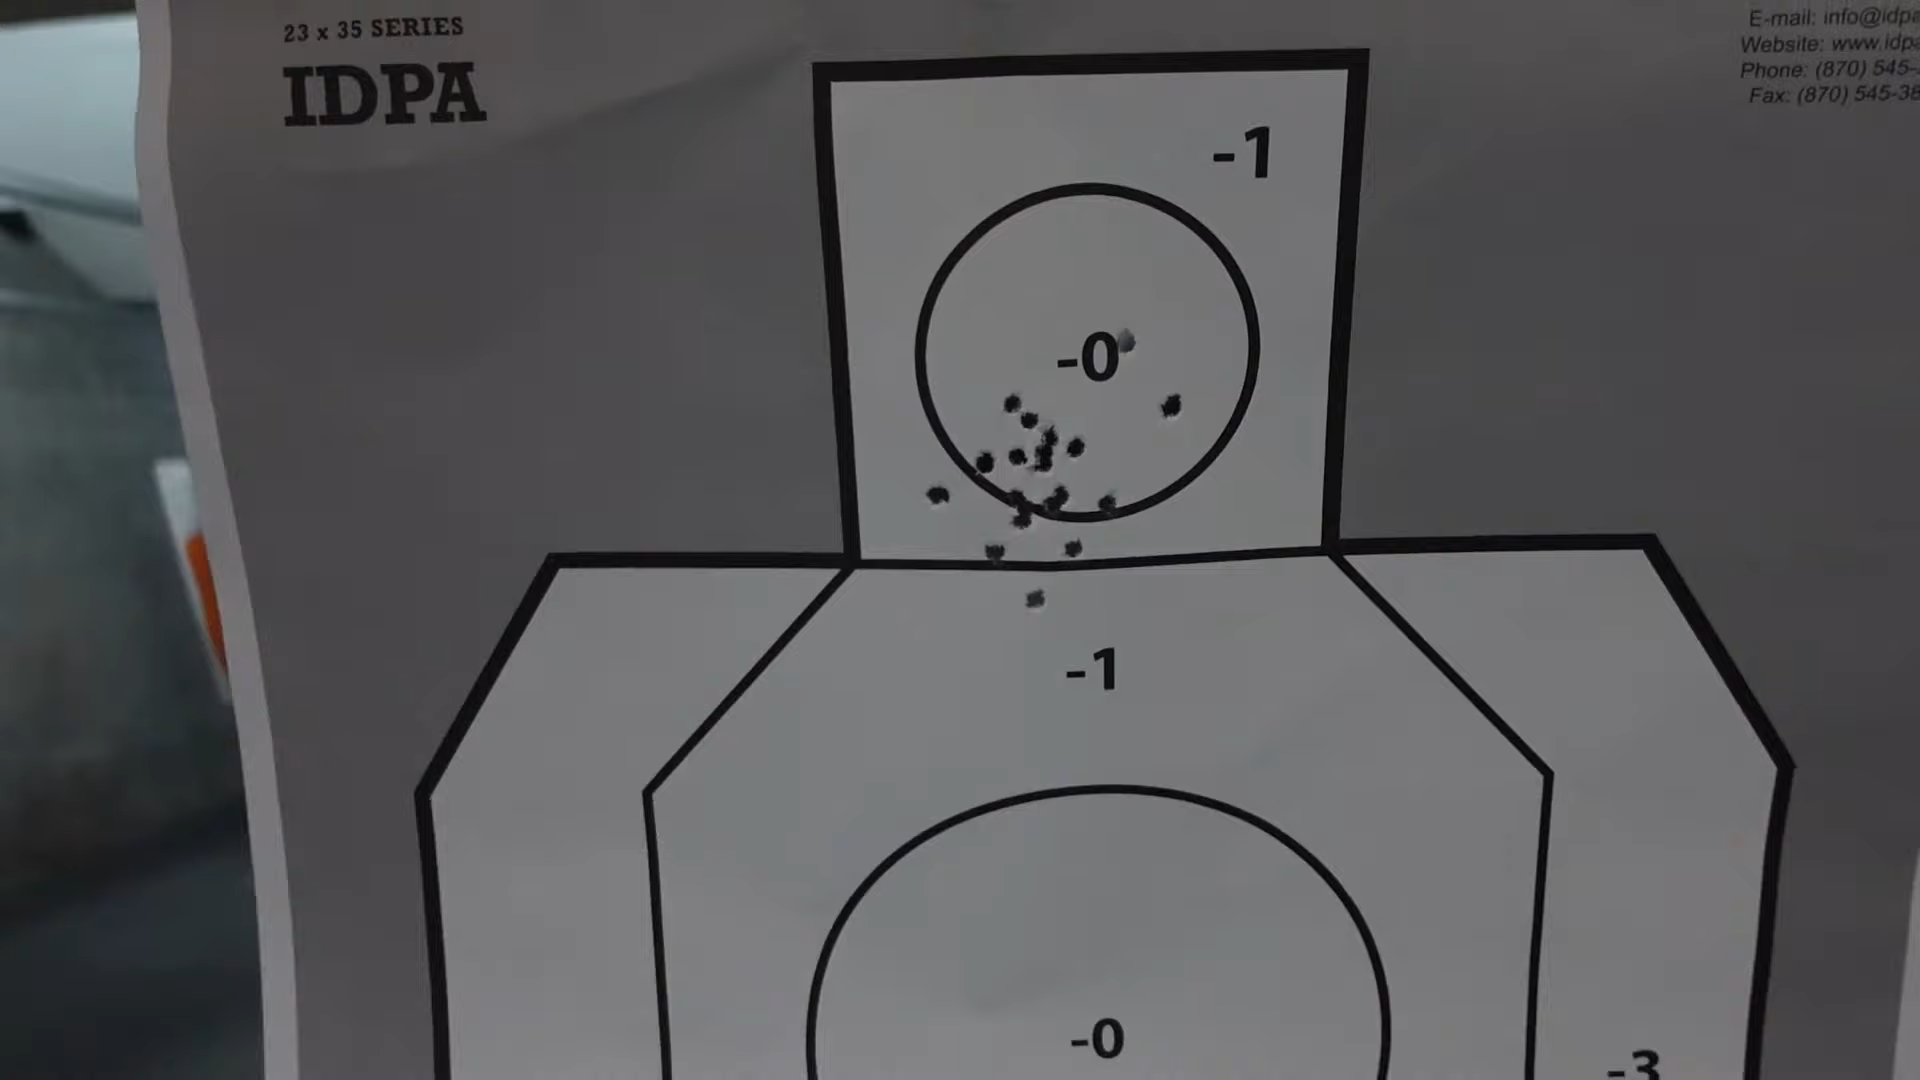 23 x 35 SERIES
IDPA
E-mail: info@idpa
Website: www.idpa
Phone: (870) 545-
Fax: (870) 545-38
-1
-0
-1
-0
-3